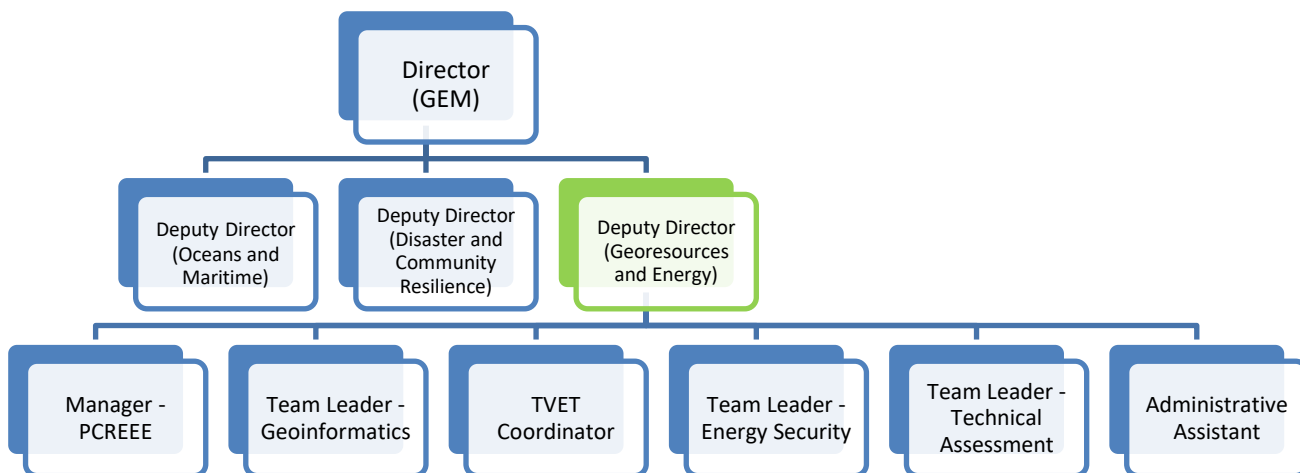 Director
(GEM)
Deputy Director
(Oceans and
Maritime)
Deputy Director
(Disaster and
Community
Resilience)
Deputy Director
(Georesources
and Energy)
Manager -
PCREEE
Team Leader -
Geoinformatics
TVET
Coordinator
Team Leader -
Energy Security
Team Leader -
Technical
Assessment
Administrative
Assistant